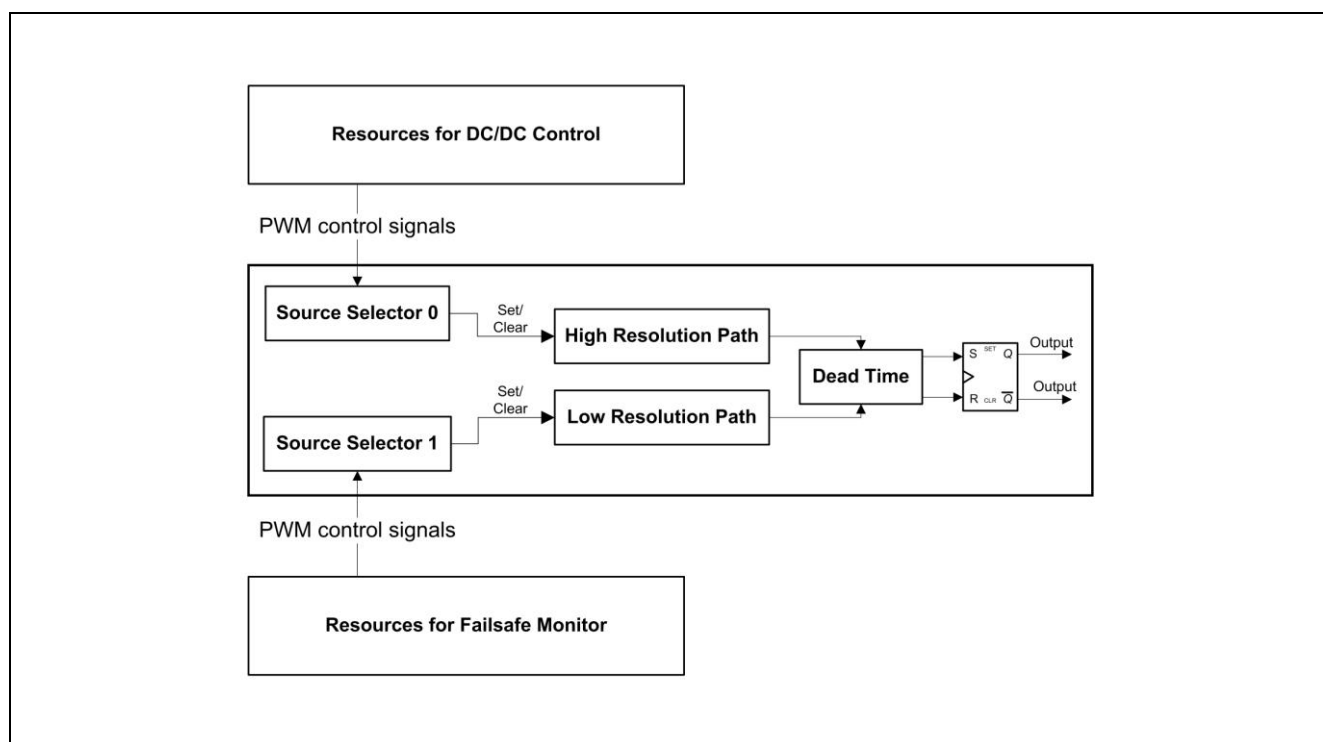 Resources for DC/DC Control
PWM control signals
Source Selector 0
Set/
Clear
High Resolution Path
Dead Time
S SET Q
R CLR Q̅
Output
Output
Set/
Clear
Low Resolution Path
Source Selector 1
PWM control signals
Resources for Failsafe Monitor